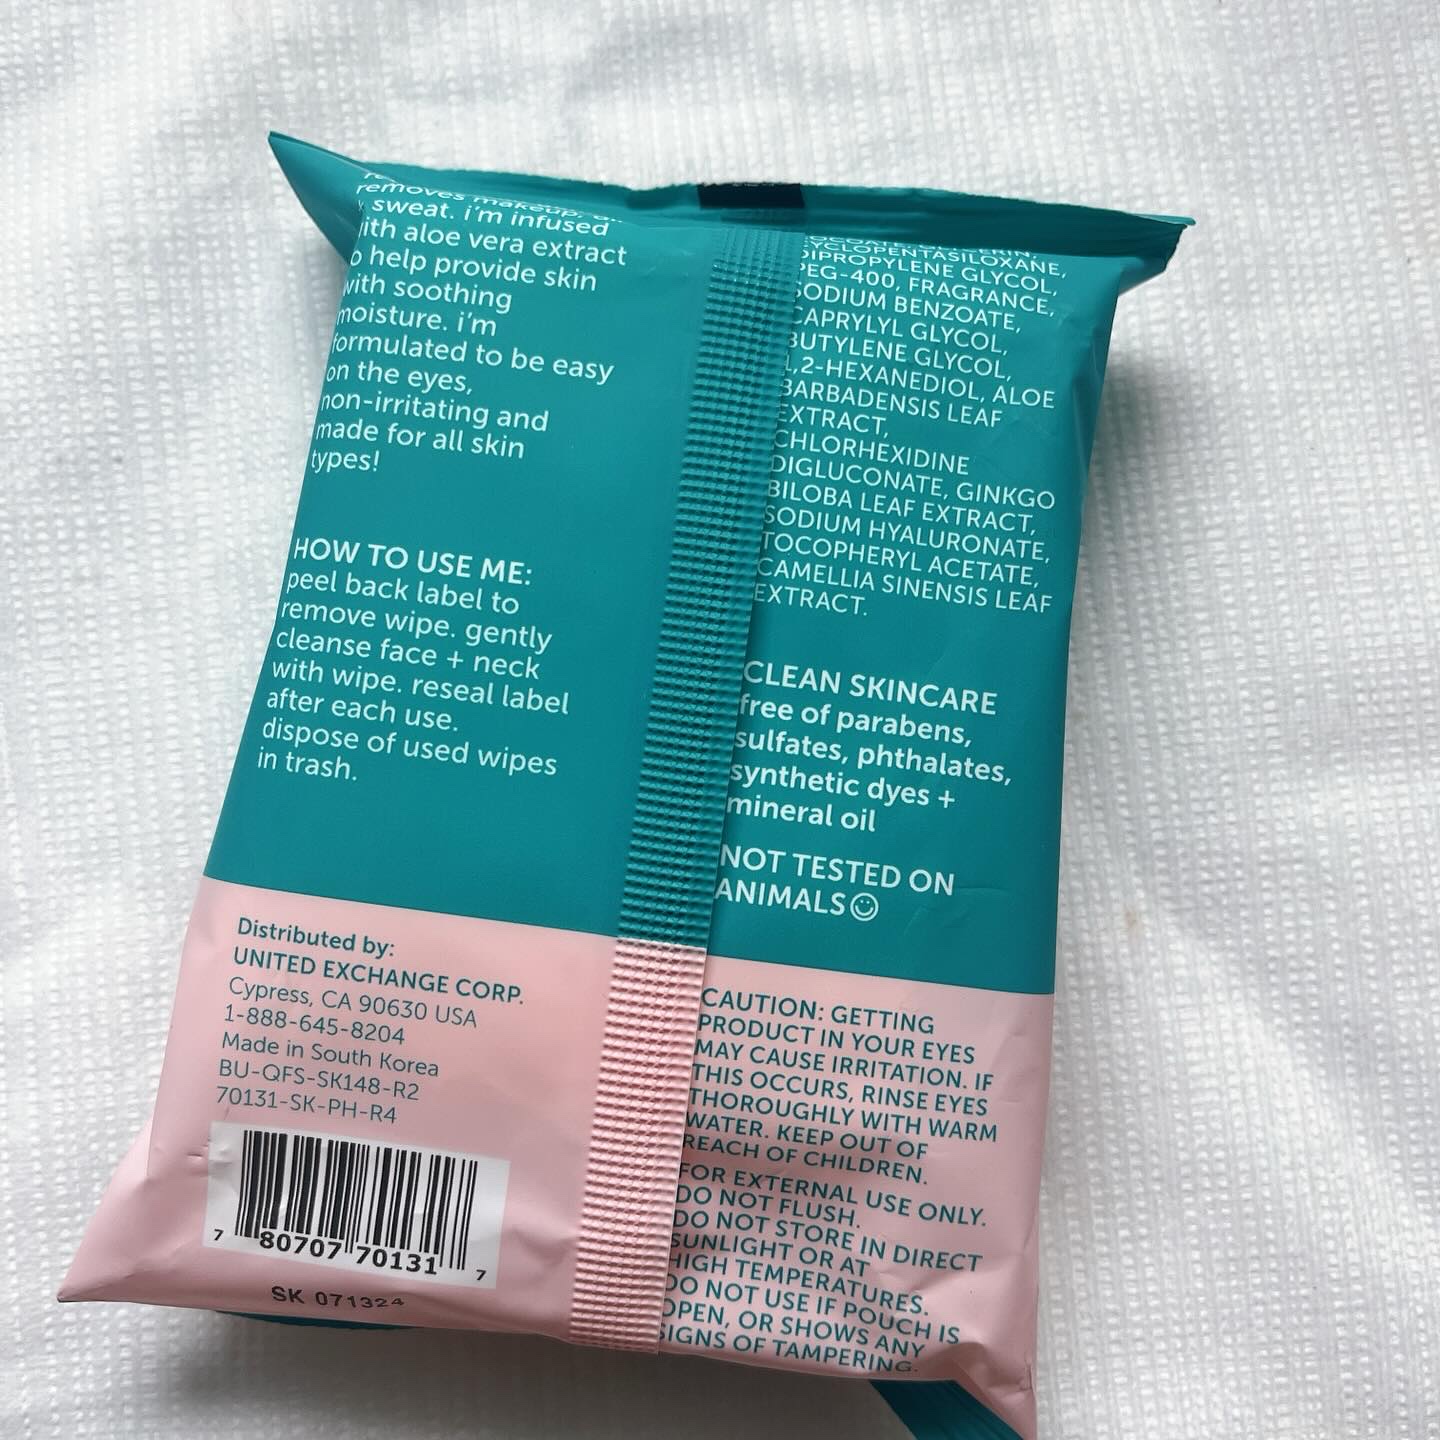 removes makeup,
sweat. i'm infused
with aloe vera extract
to help provide skin
with soothing
moisture. i'm
formulated to be easy
on the eyes,
non-irritating and
made for all skin
types!
HOW TO USE ME:
peel back label to
remove wipe. gently
cleanse face + neck
with wipe. reseal label
after each use.
dispose of used wipes
in trash.
Distributed by:
UNITED EXCHANGE CORP.
Cypress, CA 90630 USA
1-888-645-8204
Made in South Korea
BU-QFS-SK148-R2
70131-SK-PH-R4
7 80707 70131 7
SK 071324
GLYCERIN,
CYCLOPENTASILOXANE,
DIPROPYLENE GLYCOL,
PEG-400, FRAGRANCE,
SODIUM BENZOATE,
CAPRYLYL GLYCOL,
BUTYLENE GLYCOL,
1,2-HEXANEDIOL, ALOE
BARBADENSIS LEAF
EXTRACT,
CHLORHEXIDINE
DIGLUCONATE, GINKGO
BILOBA LEAF EXTRACT,
SODIUM HYALURONATE,
TOCOPHERYL ACETATE,
CAMELLIA SINENSIS LEAF
EXTRACT.
CLEAN SKINCARE
free of parabens,
sulfates, phthalates,
synthetic dyes +
mineral oil
NOT TESTED ON
ANIMALS
CAUTION: GETTING
PRODUCT IN YOUR EYES
MAY CAUSE IRRITATION. IF
THIS OCCURS, RINSE EYES
THOROUGHLY WITH WARM
WATER. KEEP OUT OF
REACH OF CHILDREN.
FOR EXTERNAL USE ONLY.
DO NOT FLUSH.
DO NOT STORE IN DIRECT
SUNLIGHT OR AT
HIGH TEMPERATURES.
DO NOT USE IF POUCH IS
OPEN, OR SHOWS ANY
SIGNS OF TAMPERING.